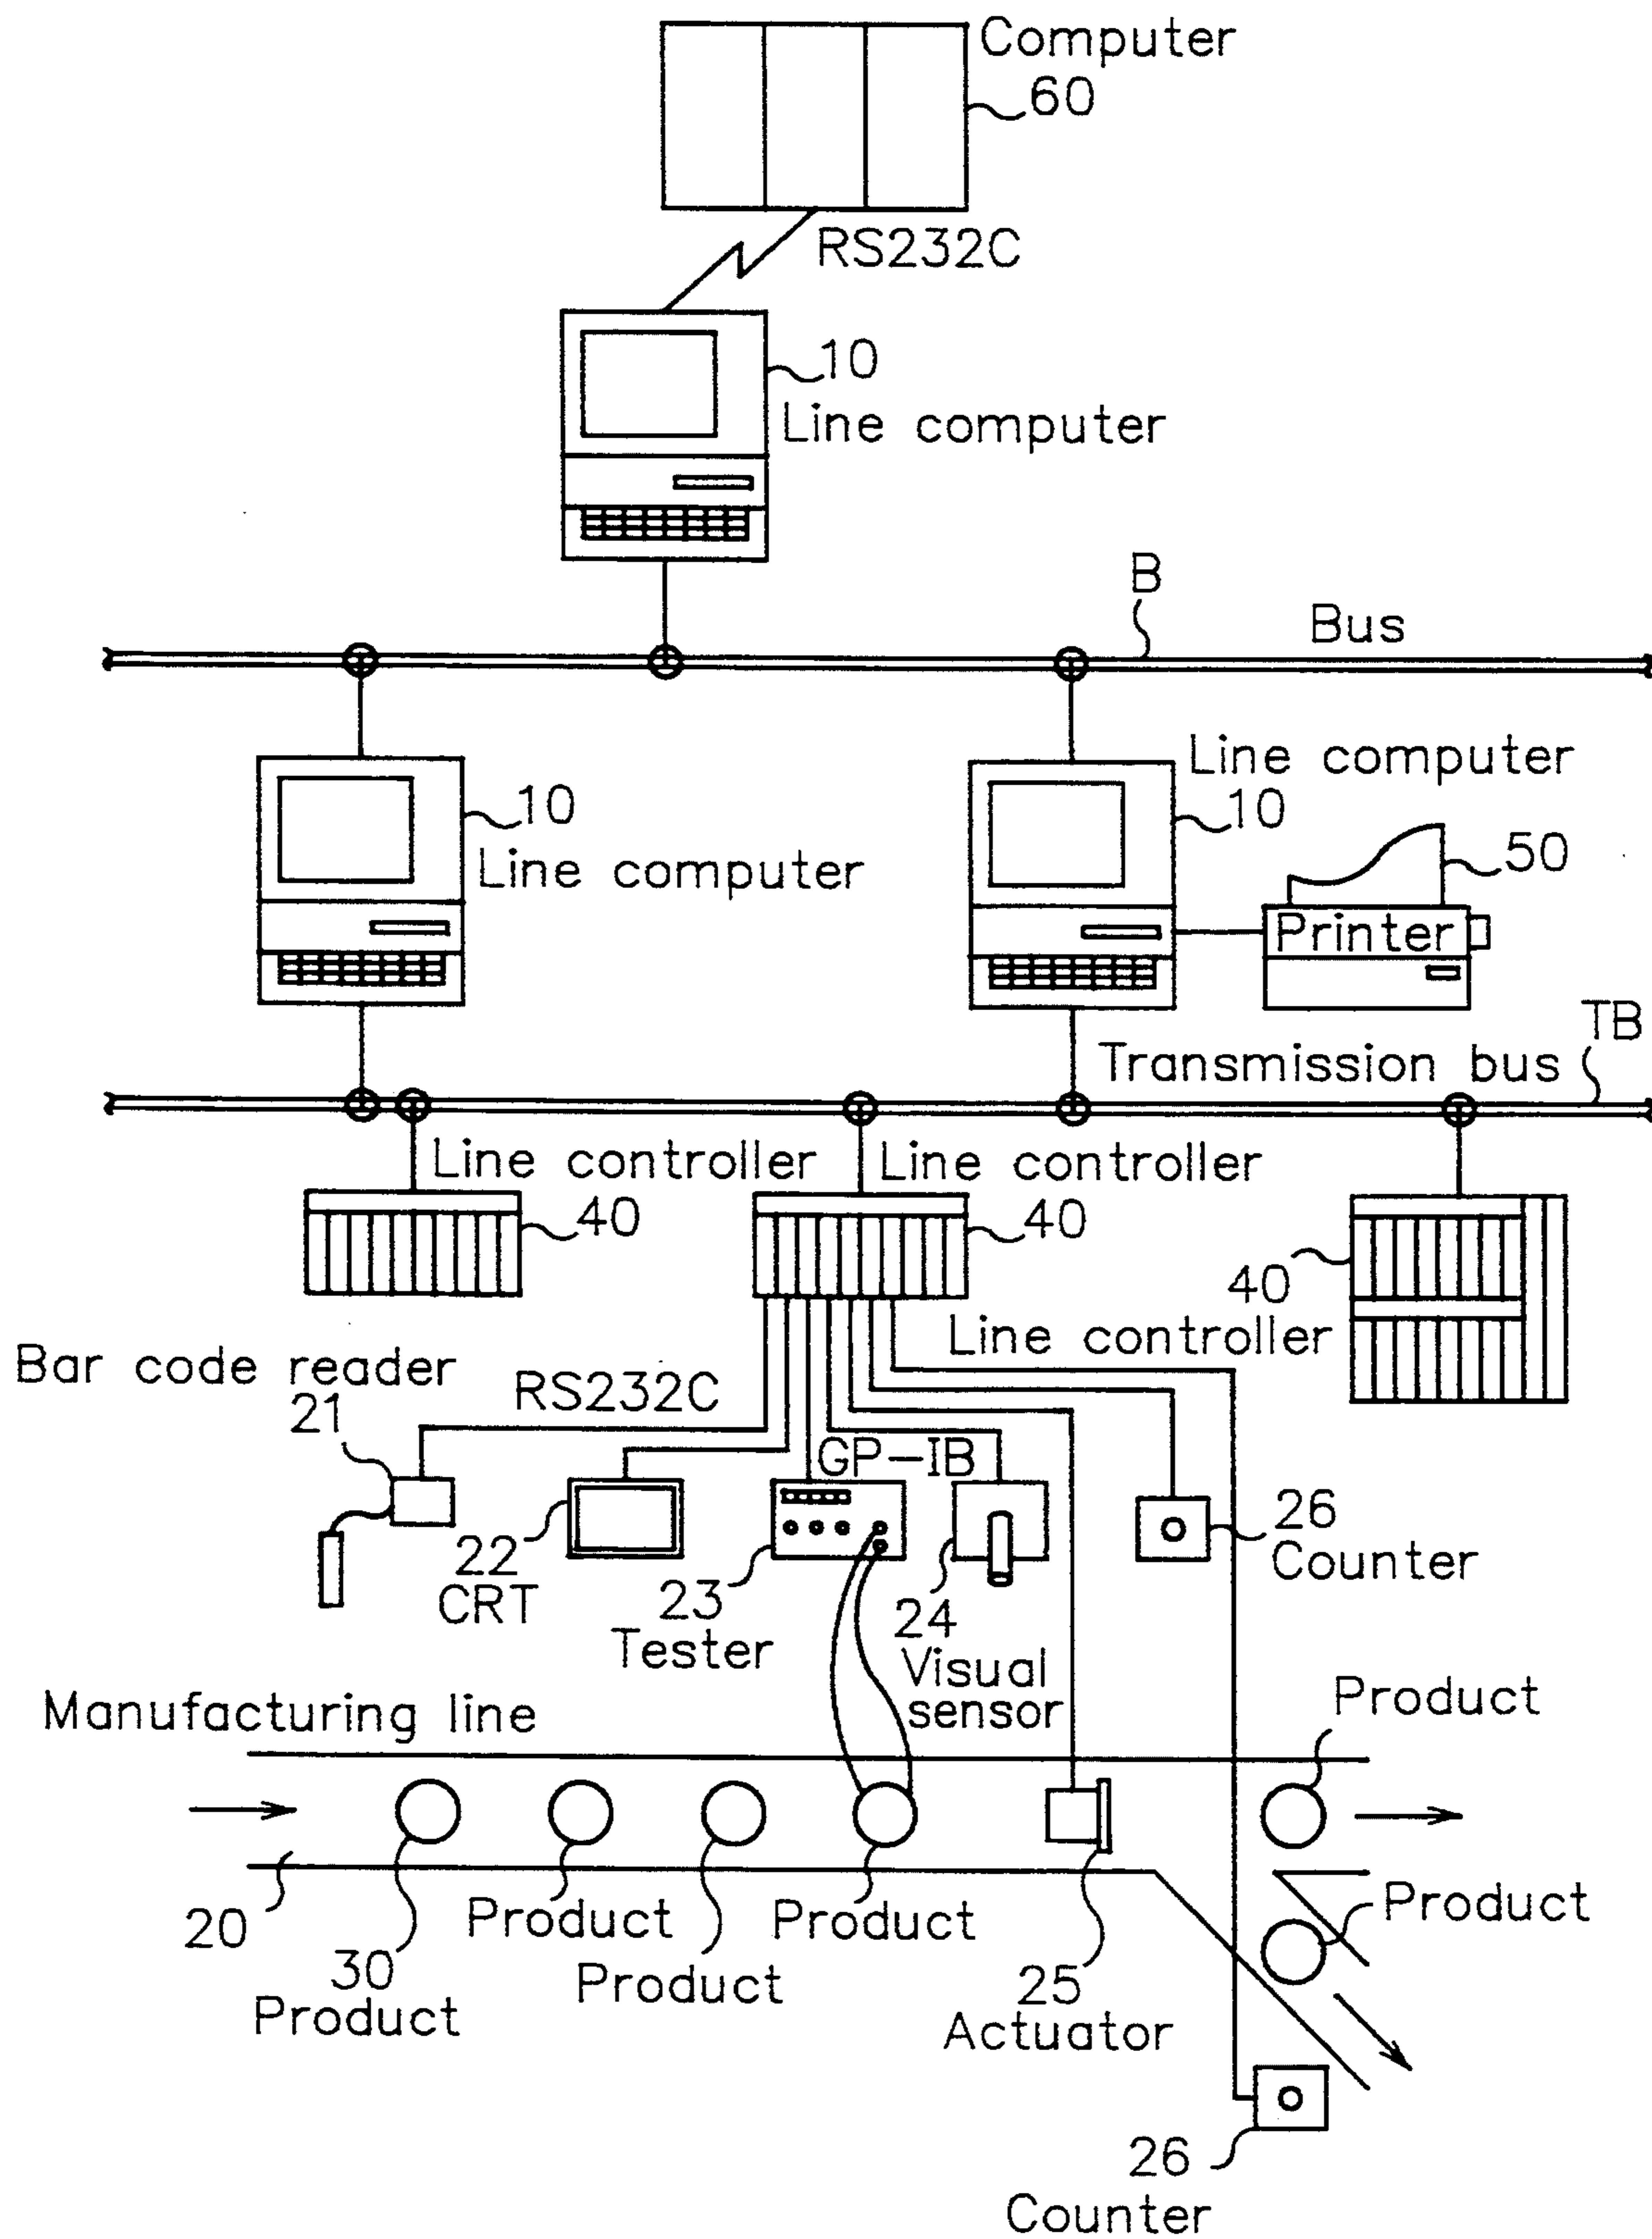 Computer
60
RS232C
10
Line computer
B
Bus
Line computer
10
10
Line computer
50
Printer
TB
Transmission bus
Line controller
Line controller
40
40
40
Line controller
Bar code reader
21
RS232C
GP-IB
26
Counter
22
CRT
23
Tester
24
Visual
sensor
Manufacturing line
Product
Product
Product
Product
20
30
Product
Product
25
Actuator
26
Counter